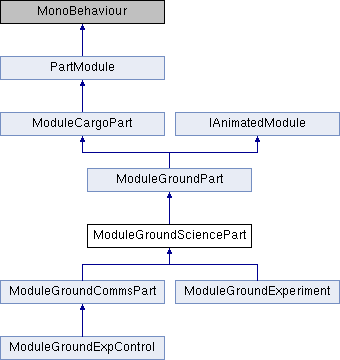 MonoBehaviour
PartModule
ModuleCargoPart
IAnimatedModule
ModuleGroundPart
ModuleGroundSciencePart
ModuleGroundCommsPart
ModuleGroundExperiment
ModuleGroundExpControl